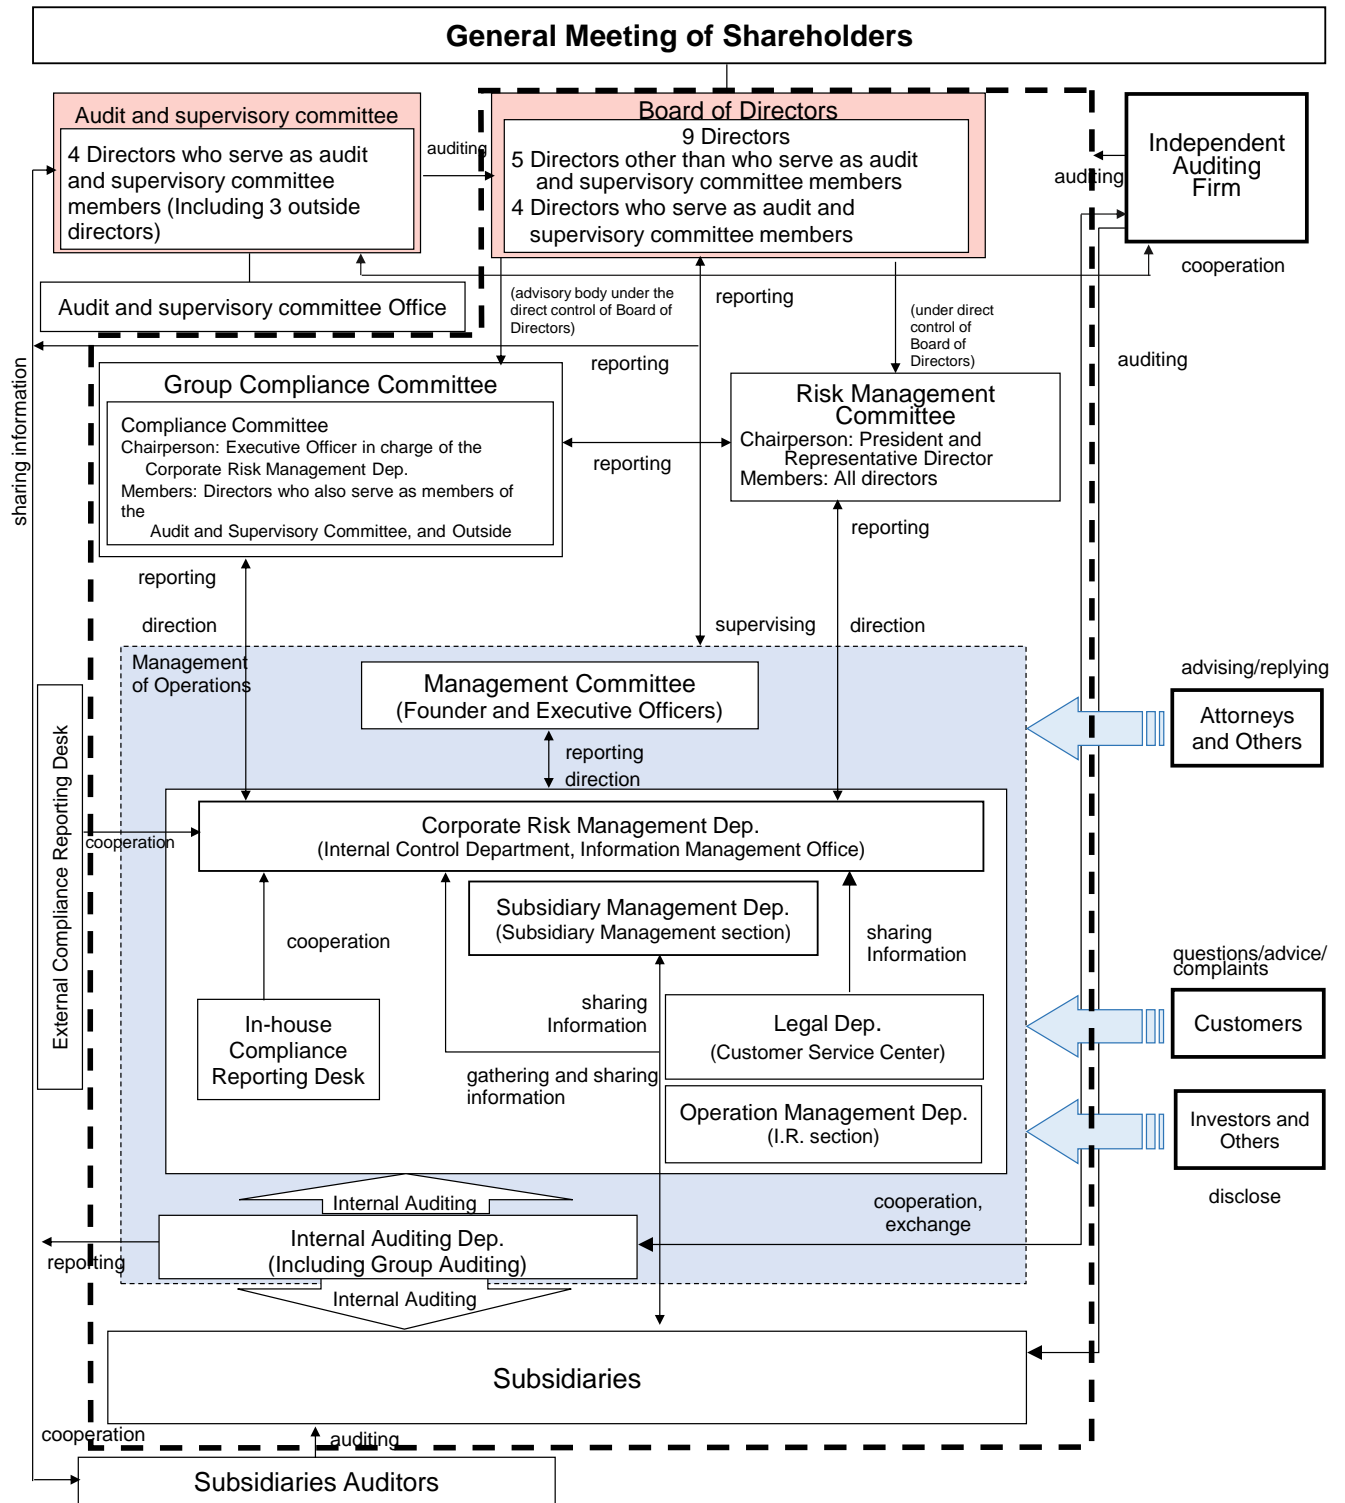 General Meeting of Shareholders
Audit and supervisory committee
4 Directors who serve as audit
and supervisory committee
members (Including 3 outside
directors)
Audit and supervisory committee Office
auditing
Board of Directors
9 Directors
5 Directors other than who serve as audit
and supervisory committee members
4 Directors who serve as audit and
supervisory committee members
Independent
Auditing
Firm
auditing
cooperation
(advisory body under the
direct control of Board of
Directors)
reporting
(under direct
control of
Board of
Directors)
reporting
auditing
sharing information
Group Compliance Committee
Compliance Committee
Chairperson: Executive Officer in charge of the
Corporate Risk Management Dep.
Members: Directors who also serve as members of
the
Audit and Supervisory Committee, and Outside
reporting
Risk Management
Committee
Chairperson: President and
Representative Director
Members: All directors
reporting
reporting
direction
supervising
direction
Management
of Operations
Management Committee
(Founder and Executive Officers)
reporting
direction
advising/replying
Attorneys
and Others
External Compliance Reporting Desk
cooperation
Corporate Risk Management Dep.
(Internal Control Department, Information Management Office)
Subsidiary Management Dep.
(Subsidiary Management section)
cooperation
sharing
Information
In-house
Compliance
Reporting Desk
sharing
Information
gathering and sharing
information
Legal Dep.
(Customer Service Center)
Operation Management Dep.
(I.R. section)
questions/advice/
complaints
Customers
Investors and
Others
disclose
Internal Auditing
cooperation,
exchange
Internal Auditing Dep.
(Including Group Auditing)
reporting
Internal Auditing
Subsidiaries
cooperation
auditing
Subsidiaries Auditors